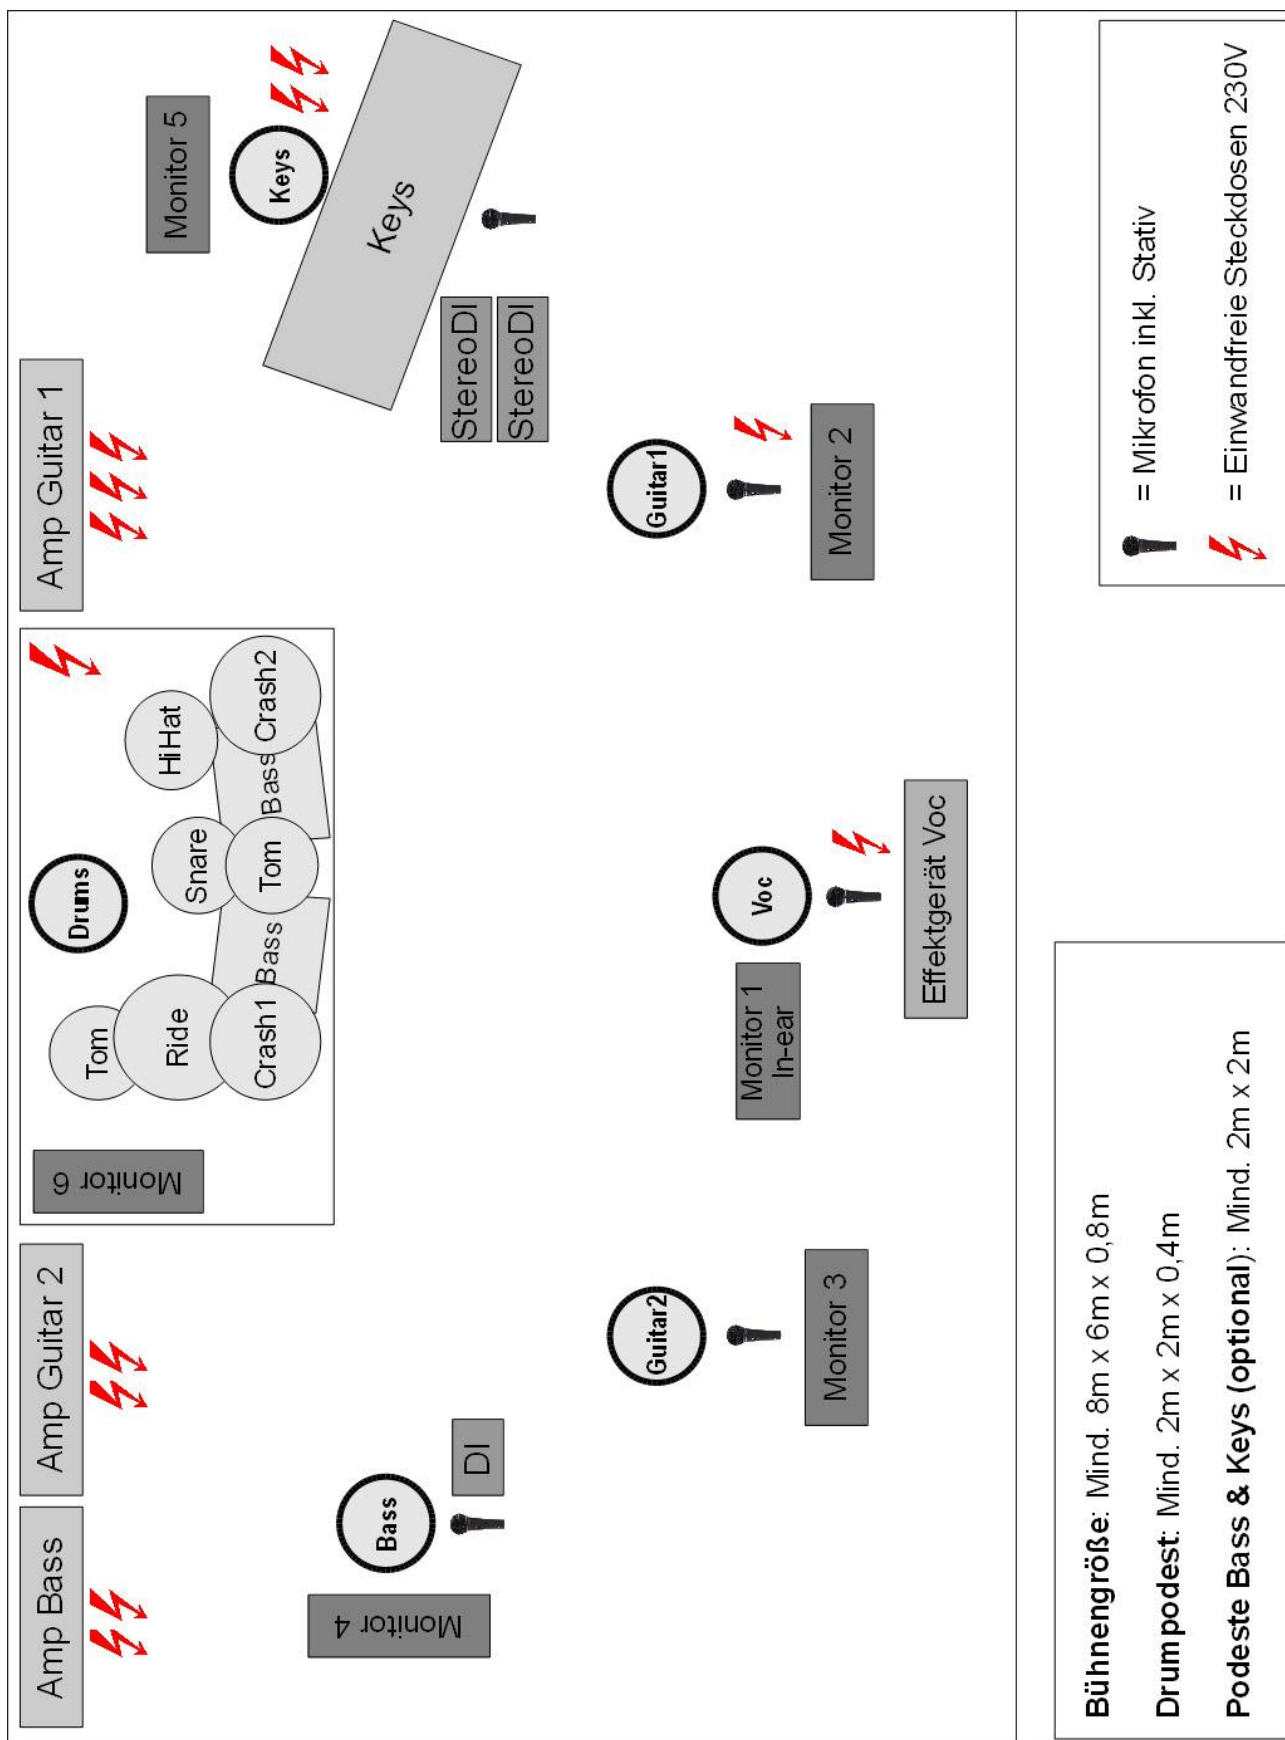 Amp Bass
Amp Guitar 2
Amp Guitar 1
Monitor 6
Tom
Drums
Ride
Snare
HiHat
Crash1
Bass
Tom
Bass
Crash2
Monitor 5
Keys
Keys
Monitor 4
Bass
DI
StereoDI
StereoDI
Guitar2
Guitar1
Monitor 1
In-ear
Voc
Monitor 3
Monitor 2
Effektgerät Voc
Bühnengröße: Mind. 8m x 6m x 0,8m
Drumpodest: Mind. 2m x 2m x 0,4m
Podeste Bass & Keys (optional): Mind. 2m x 2m
= Mikrofon inkl. Stativ
= Einwandfreie Steckdosen 230V